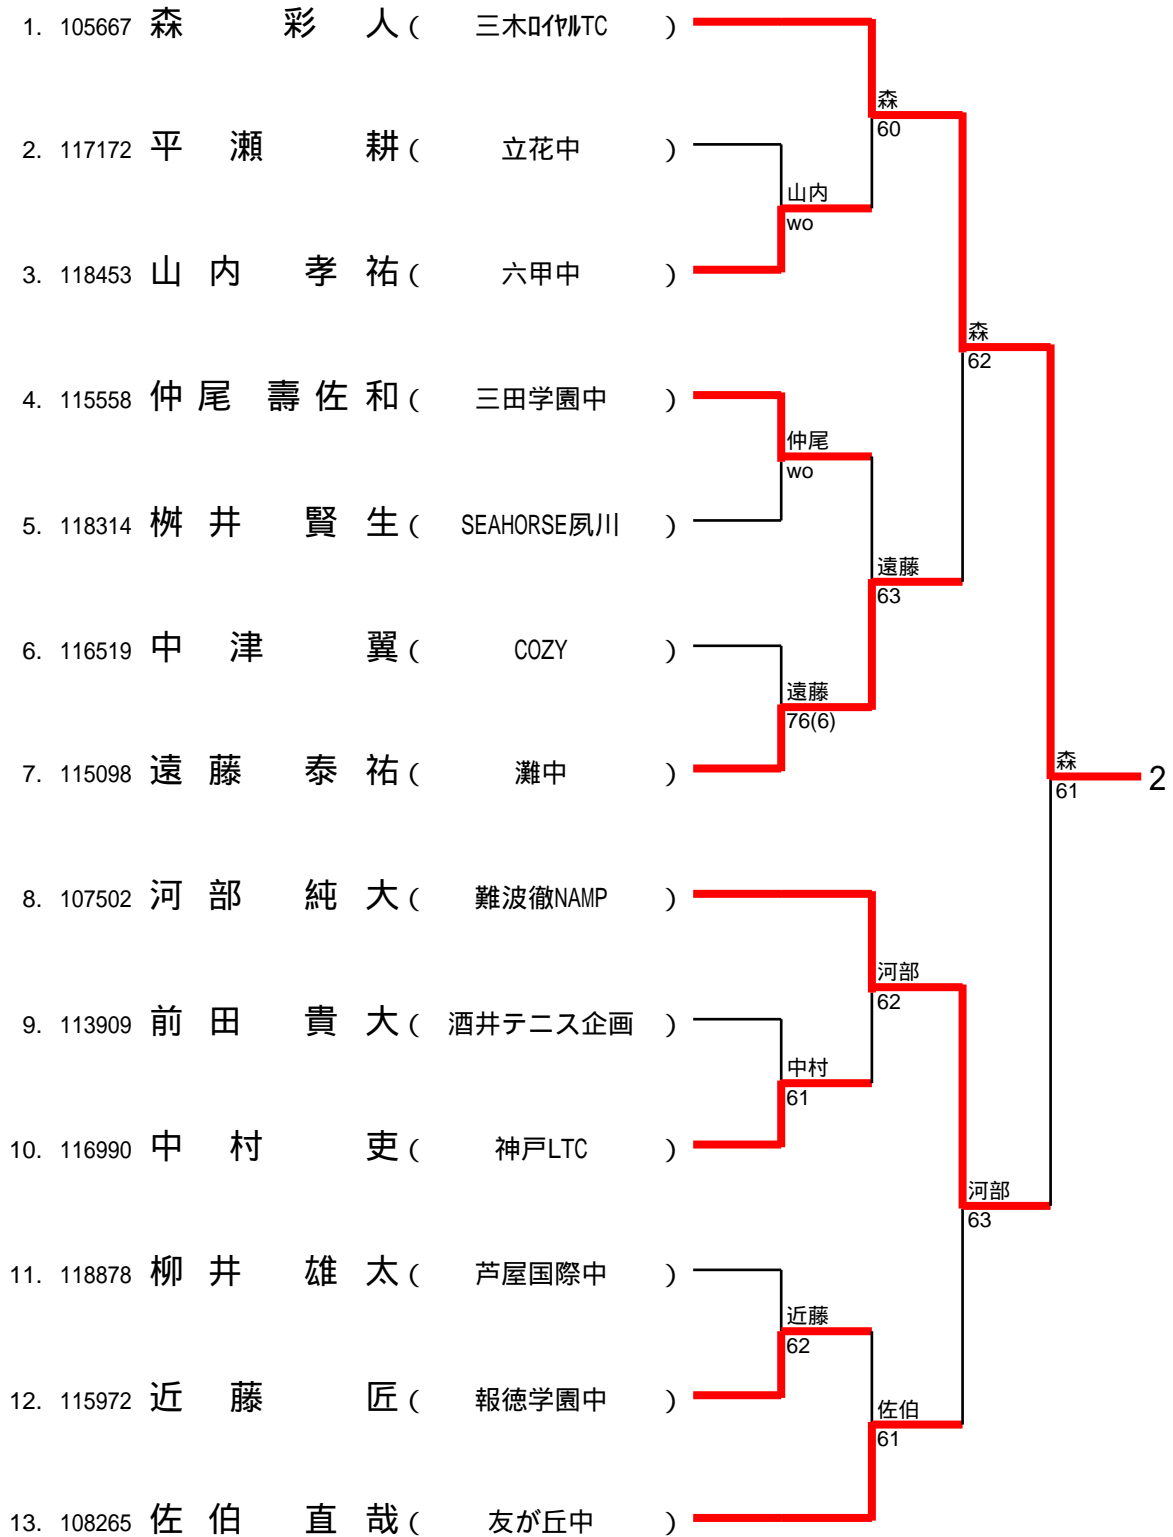 1. 105667 森 彩 人 ( 三木ﾛｲﾔﾙTC )
森
60
2. 117172 平 瀬 耕 ( 立花中 )
山内
wo
3. 118453 山 内 孝 祐 ( 六甲中 )
森
62
4. 115558 仲 尾 壽 佐 和 ( 三田学園中 )
仲尾
wo
5. 118314 桝 井 賢 生 ( SEAHORSE夙川 )
遠藤
63
6. 116519 中 津 翼 ( COZY )
遠藤
76(6)
7. 115098 遠 藤 泰 祐 ( 灘中 )
森
61
2
8. 107502 河 部 純 大 ( 難波徹NAMP )
河部
62
9. 113909 前 田 貴 大 ( 酒井テニス企画 )
中村
61
10. 116990 中 村 吏 ( 神戸LTC )
河部
63
11. 118878 柳 井 雄 太 ( 芦屋国際中 )
近藤
62
12. 115972 近 藤 匠 ( 報徳学園中 )
佐伯
61
13. 108265 佐 伯 直 哉 ( 友が丘中 )